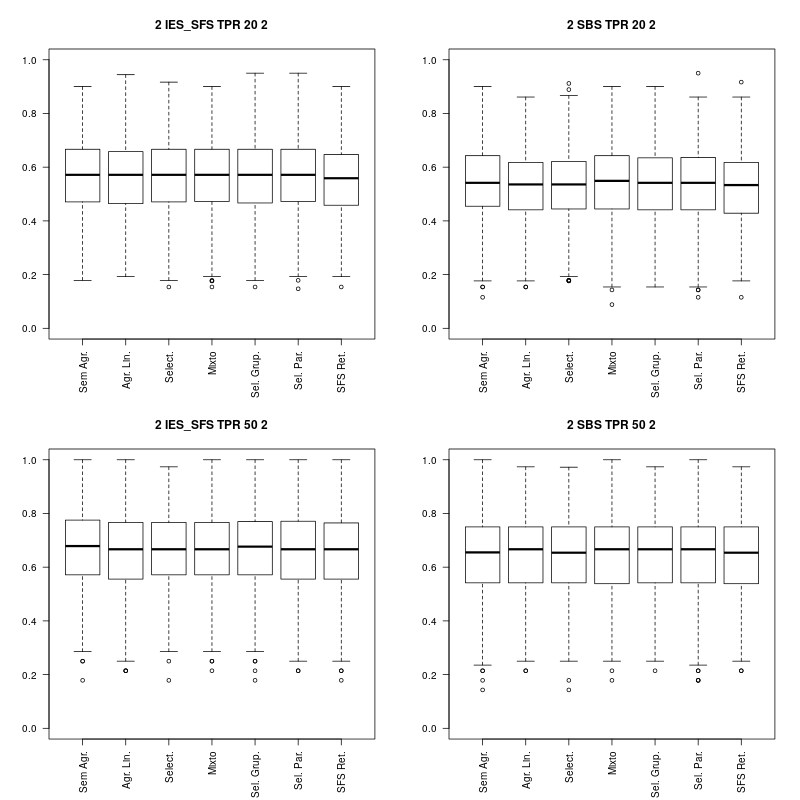 2 IES_SFS TPR 20 2
1.0
0.8
0.6
0.4
0.2
0.0
Sem Agr.
Agr. Lin.
Select.
Mixto
Sel. Grup.
Sel. Par.
SFS Ret.
2 SBS TPR 20 2
1.0
0.8
0.6
0.4
0.2
0.0
Sem Agr.
Agr. Lin.
Select.
Mixto
Sel. Grup.
Sel. Par.
SFS Ret.
2 IES_SFS TPR 50 2
1.0
0.8
0.6
0.4
0.2
0.0
Sem Agr.
Agr. Lin.
Select.
Mixto
Sel. Grup.
Sel. Par.
SFS Ret.
2 SBS TPR 50 2
1.0
0.8
0.6
0.4
0.2
0.0
Sem Agr.
Agr. Lin.
Select.
Mixto
Sel. Grup.
Sel. Par.
SFS Ret.